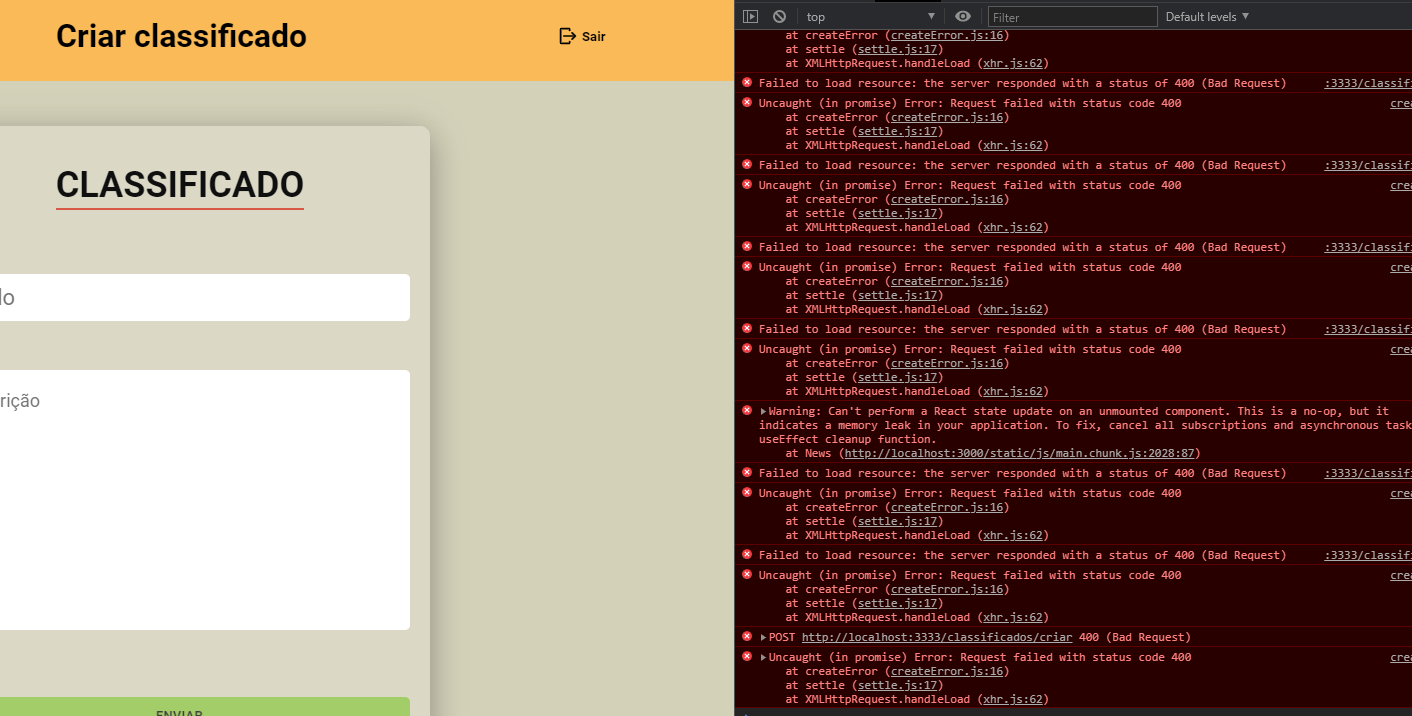 Criar classificado
Sair
CLASSIFICADO
ENVIAR
top
Filter
Default levels
at createError (createError.js:16)
at settle (settle.js:17)
at XMLHttpRequest.handleLoad (xhr.js:62)
Failed to load resource: the server responded with a status of 400 (Bad Request) :3333/classifi
Uncaught (in promise) Error: Request failed with status code 400 crea
at createError (createError.js:16)
at settle (settle.js:17)
at XMLHttpRequest.handleLoad (xhr.js:62)
Failed to load resource: the server responded with a status of 400 (Bad Request) :3333/classifi
Uncaught (in promise) Error: Request failed with status code 400 crea
at createError (createError.js:16)
at settle (settle.js:17)
at XMLHttpRequest.handleLoad (xhr.js:62)
Failed to load resource: the server responded with a status of 400 (Bad Request) :3333/classifi
Uncaught (in promise) Error: Request failed with status code 400 crea
at createError (createError.js:16)
at settle (settle.js:17)
at XMLHttpRequest.handleLoad (xhr.js:62)
Failed to load resource: the server responded with a status of 400 (Bad Request) :3333/classifi
Uncaught (in promise) Error: Request failed with status code 400 crea
at createError (createError.js:16)
at settle (settle.js:17)
at XMLHttpRequest.handleLoad (xhr.js:62)
Warning: Can't perform a React state update on an unmounted component. This is a no-op, but it
indicates a memory leak in your application. To fix, cancel all subscriptions and asynchronous task
useEffect cleanup function.
at News (http://localhost:3000/static/js/main.chunk.js:2028:87)
Failed to load resource: the server responded with a status of 400 (Bad Request) :3333/classifi
Uncaught (in promise) Error: Request failed with status code 400 crea
at createError (createError.js:16)
at settle (settle.js:17)
at XMLHttpRequest.handleLoad (xhr.js:62)
Failed to load resource: the server responded with a status of 400 (Bad Request) :3333/classifi
Uncaught (in promise) Error: Request failed with status code 400 crea
at createError (createError.js:16)
at settle (settle.js:17)
at XMLHttpRequest.handleLoad (xhr.js:62)
POST http://localhost:3333/classificados/criar 400 (Bad Request)
Uncaught (in promise) Error: Request failed with status code 400 crea
at createError (createError.js:16)
at settle (settle.js:17)
at XMLHttpRequest.handleLoad (xhr.js:62)